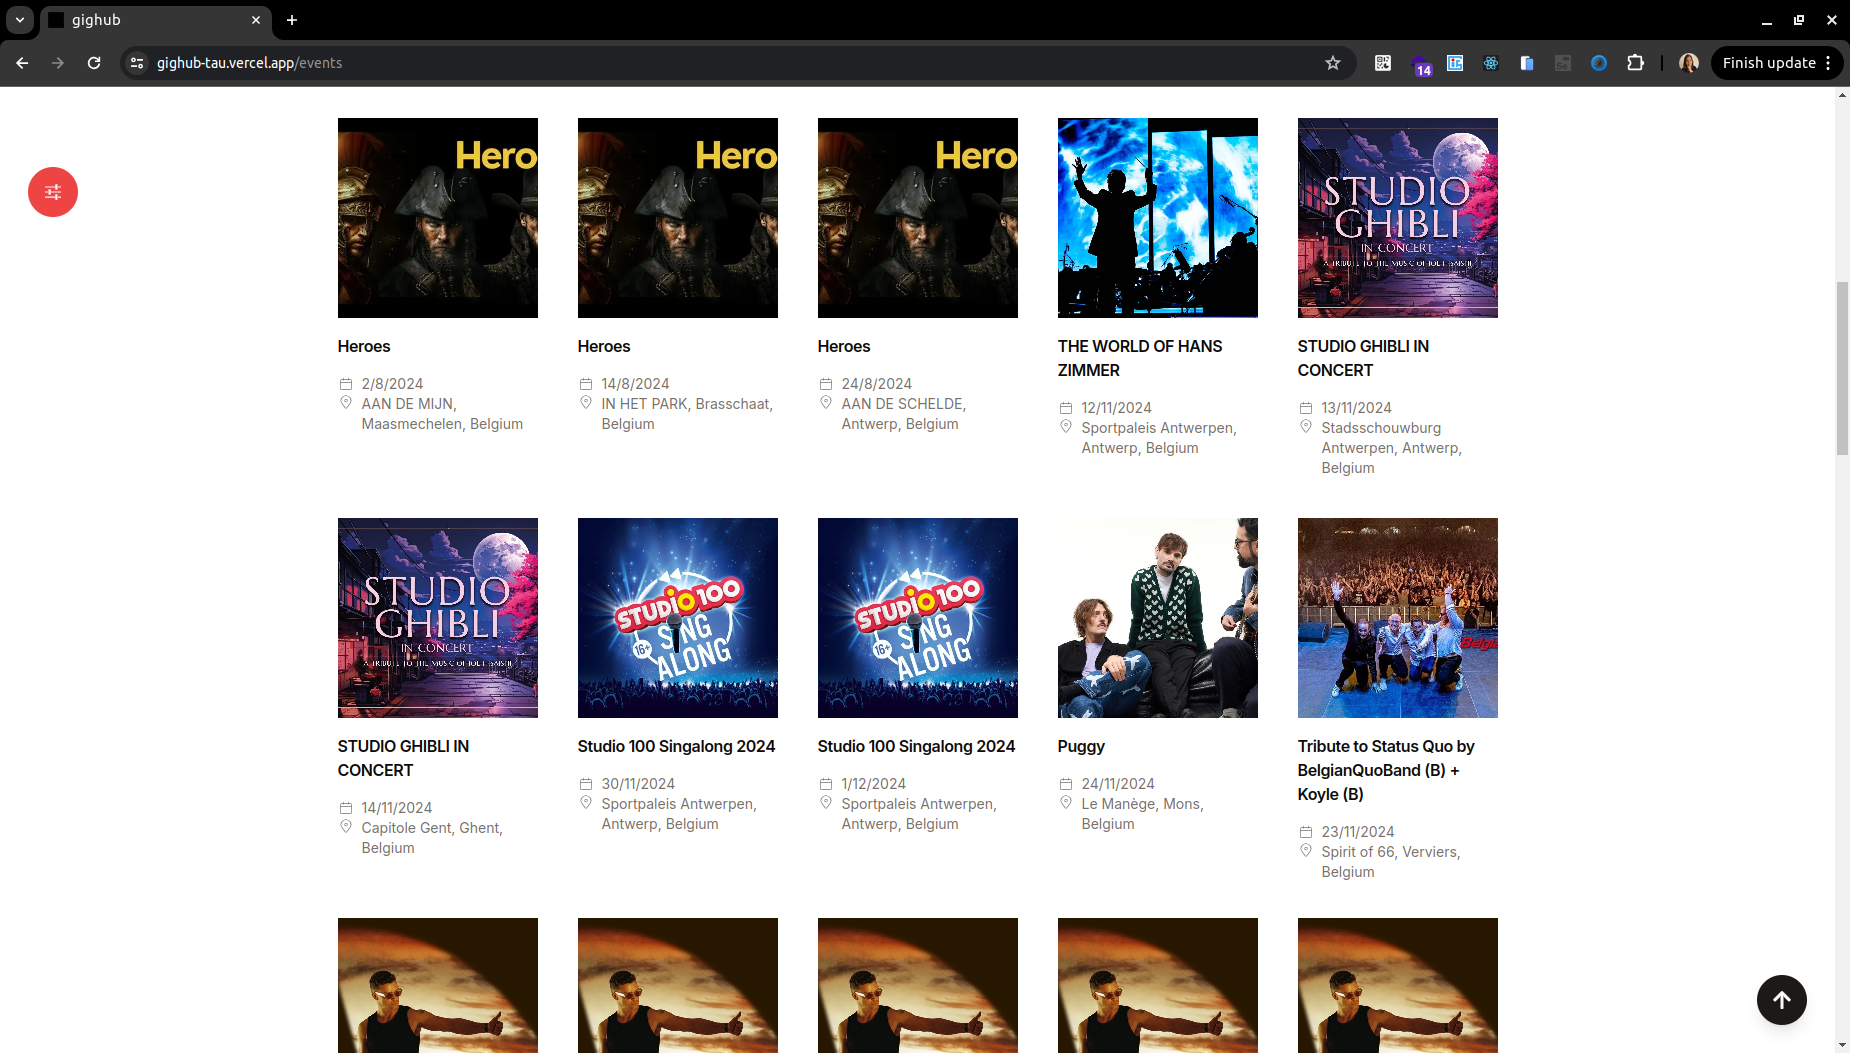 gighub
gighub-tau.vercel.app/events
14
Finish update
Hero
Hero
Hero
STUDIO
GHIBLI
IN CONCERT
Heroes
2/8/2024
AAN DE MIJN,
Maasmechelen, Belgium
Heroes
14/8/2024
IN HET PARK, Brasschaat,
Belgium
Heroes
24/8/2024
AAN DE SCHELDE,
Antwerp, Belgium
THE WORLD OF HANS
ZIMMER
12/11/2024
Sportpaleis Antwerpen,
Antwerp, Belgium
STUDIO GHIBLI IN
CONCERT
13/11/2024
Stadsschouwburg
Antwerpen, Antwerp,
Belgium
STUDIO
GHIBLI
IN CONCERT
STUDIO 100
SING
16+
ALONG
STUDIO 100
SING
16+
ALONG
STUDIO GHIBLI IN
CONCERT
14/11/2024
Capitole Gent, Ghent,
Belgium
Studio 100 Singalong 2024
30/11/2024
Sportpaleis Antwerpen,
Antwerp, Belgium
Studio 100 Singalong 2024
1/12/2024
Sportpaleis Antwerpen,
Antwerp, Belgium
Puggy
24/11/2024
Le Manège, Mons,
Belgium
Tribute to Status Quo by
BelgianQuoBand (B) +
Koyle (B)
23/11/2024
Spirit of 66, Verviers,
Belgium